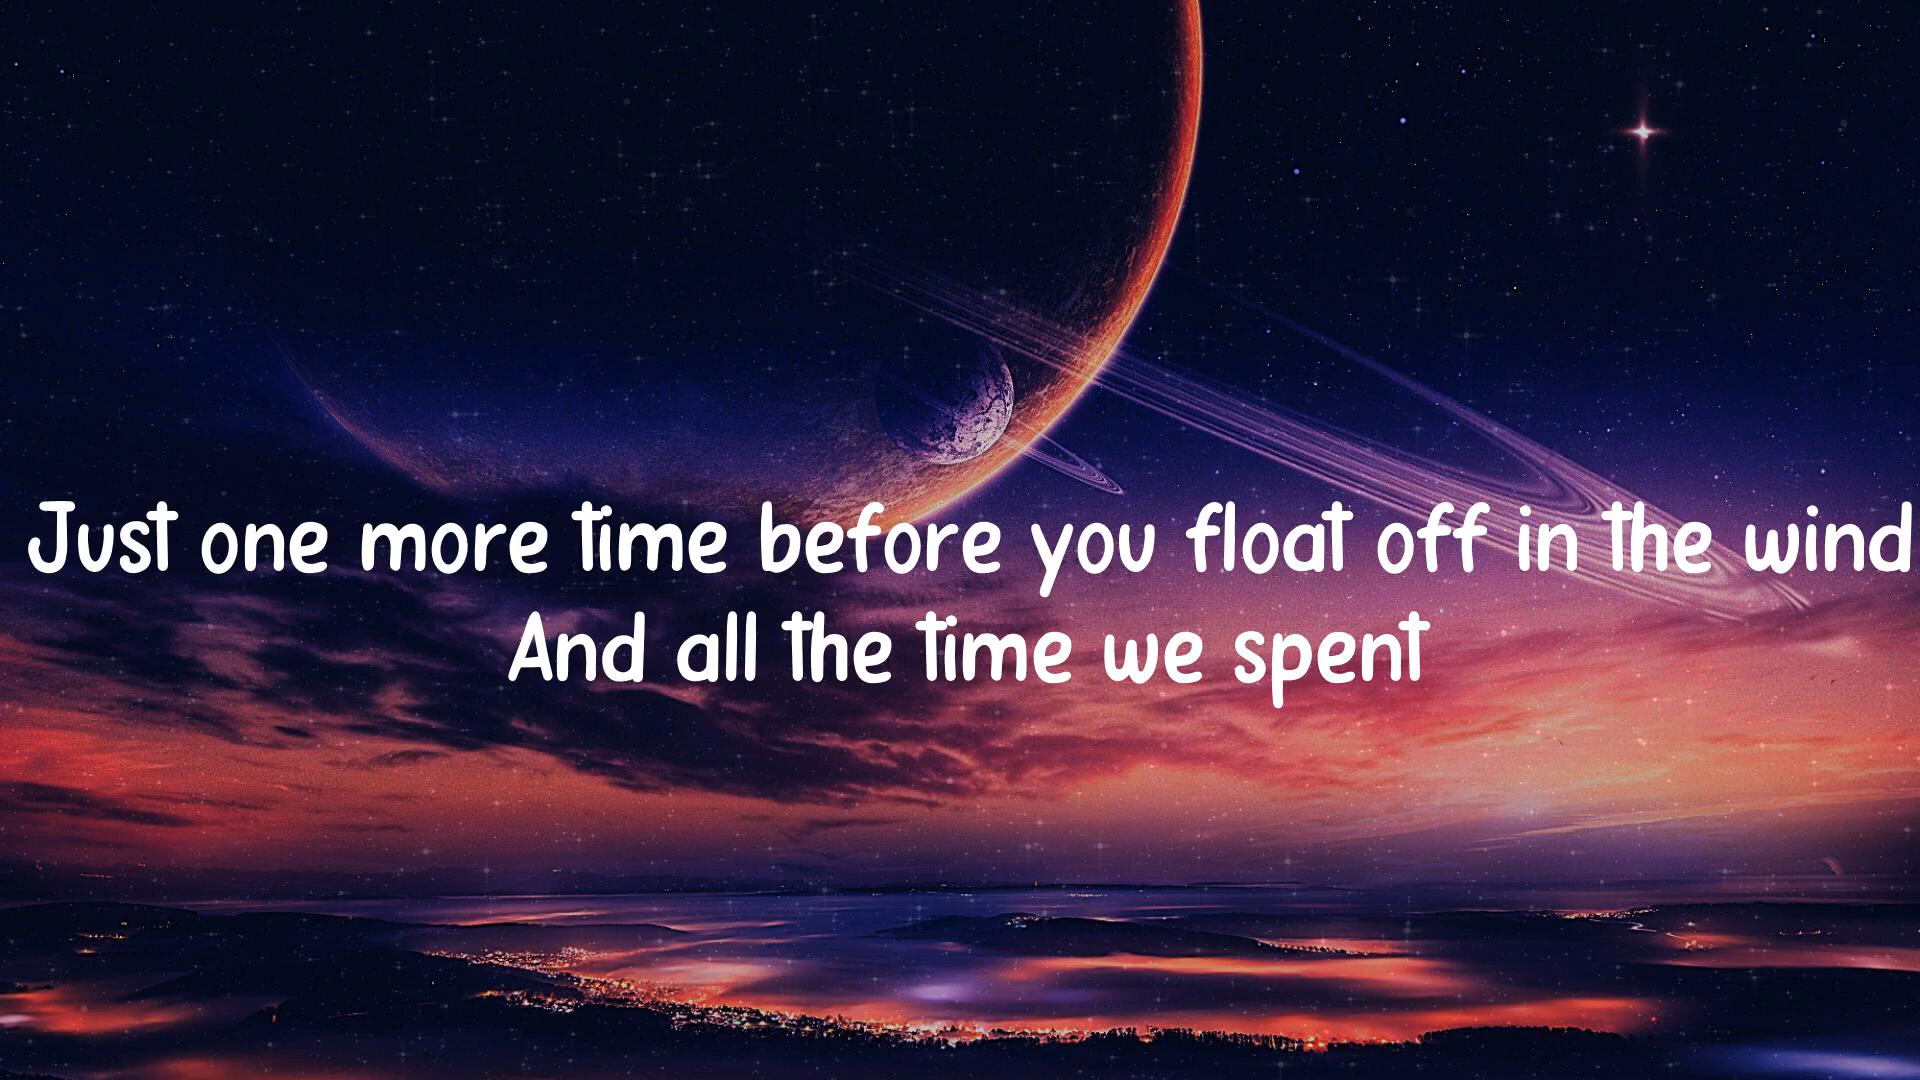 Just one more time before you float off in the wind
And all the time we spent